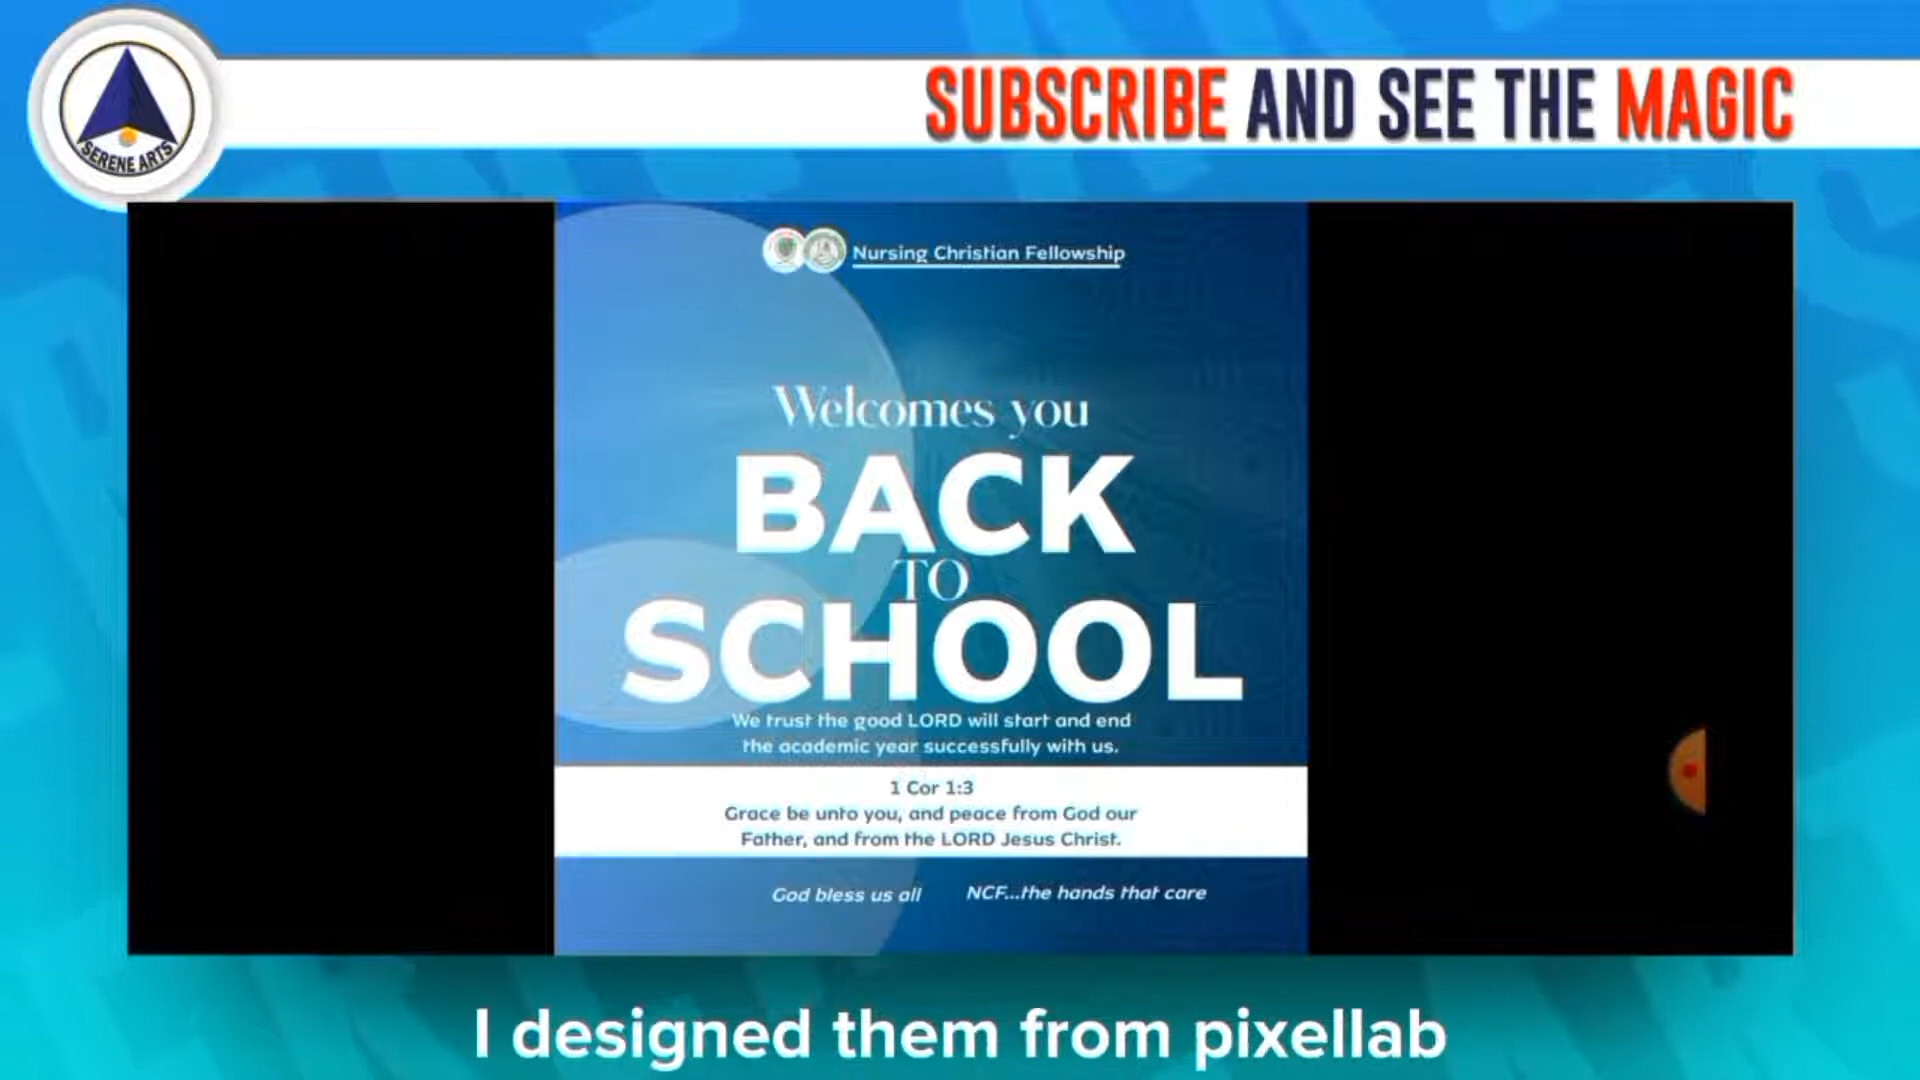 SERENE ARTS
SUBSCRIBE AND SEE THE MAGIC
Nursing Christian Fellowship
Welcomes you
BACK
TO
SCHOOL
We trust the good LORD will start and end
the academic year successfully with us.
1 Cor 1:3
Grace be unto you, and peace from God our
Father, and from the LORD Jesus Christ.
God bless us all
NCF...the hands that care
I designed them from pixellab